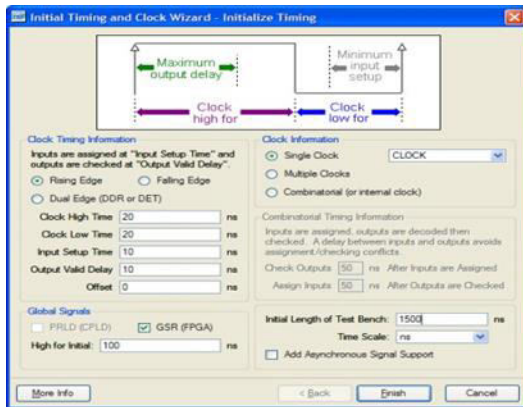 Initial Timing and Clock Wizard - Initialize Timing
Maximum output delay
Minimum input setup
Clock high for
Clock low for
Clock Timing Information
Inputs are assigned at "Input Setup Time" and
outputs are checked at "Output Valid Delay".
Rising Edge
Falling Edge
Dual Edge (DDR or DET)
Clock High Time 20 ns
Clock Low Time 20 ns
Input Setup Time 10 ns
Output Valid Delay 10 ns
Offset 0 ns
Global Signals
PRLD (CPLD)
GSR (FPGA)
High for Initial: 100 ns
Clock Information
Single Clock
CLOCK
Multiple Clocks
Combinatorial (or internal clock)
Combinatorial Timing Information
Inputs are assigned, outputs are decoded then
checked. A delay between inputs and outputs avoids
assignment/checking conflicts.
Check Outputs 50 ns After Inputs are Assigned
Assign Inputs 50 ns After Outputs are Checked
Initial Length of Test Bench: 1500 ns
Time Scale: ns
Add Asynchronous Signal Support
More Info
< Back
Finish
Cancel